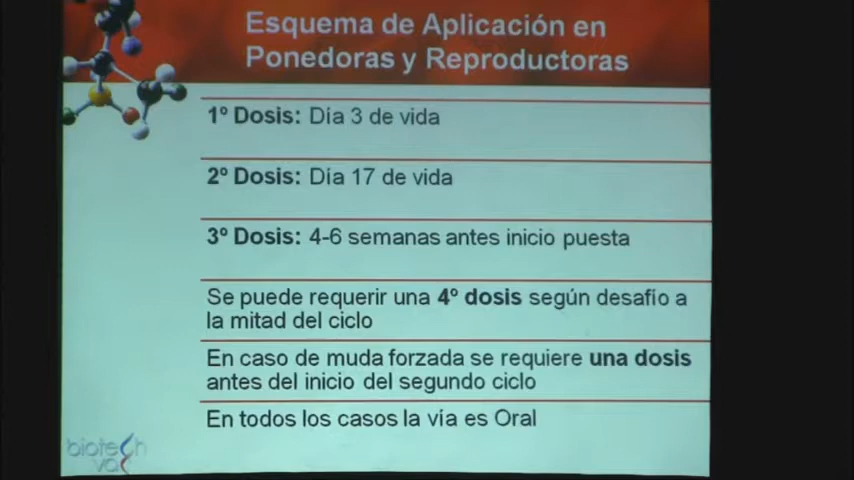 Esquema de Aplicación en
Ponedoras y Reproductoras
1º Dosis: Día 3 de vida
2º Dosis: Día 17 de vida
3º Dosis: 4-6 semanas antes inicio puesta
Se puede requerir una 4º dosis según desafío a
la mitad del ciclo
En caso de muda forzada se requiere una dosis
antes del inicio del segundo ciclo
En todos los casos la vía es Oral
biotech
vac